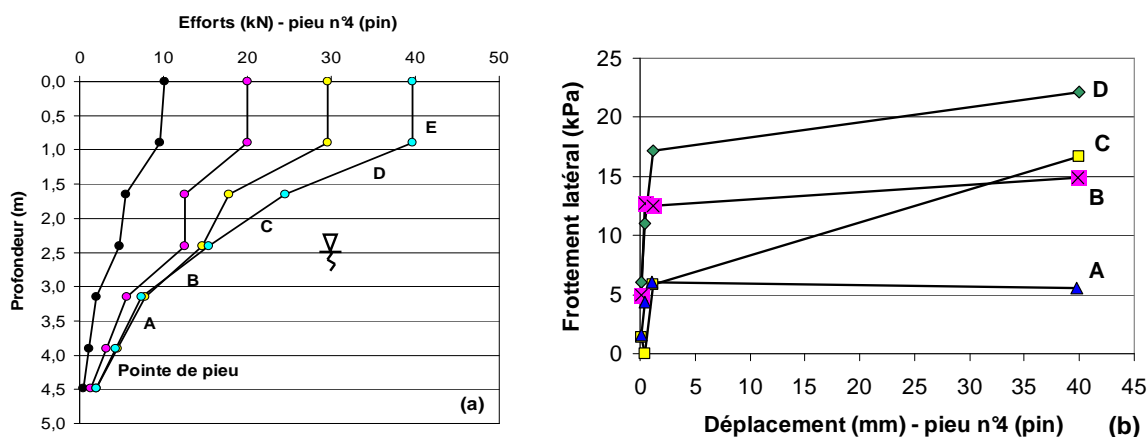 Efforts (kN) - pieu n°4 (pin)
0 10 20 30 40 50
0,0
0,5
1,0
1,5
2,0
2,5
3,0
3,5
4,0
4,5
5,0
Profondeur (m)
E
D
C
B
A
Pointe de pieu
(a)
25
20
15
10
5
0
Frottement latéral (kPa)
D
C
B
A
0 5 10 15 20 25 30 35 40 45
Déplacement (mm) - pieu n°4 (pin)
(b)